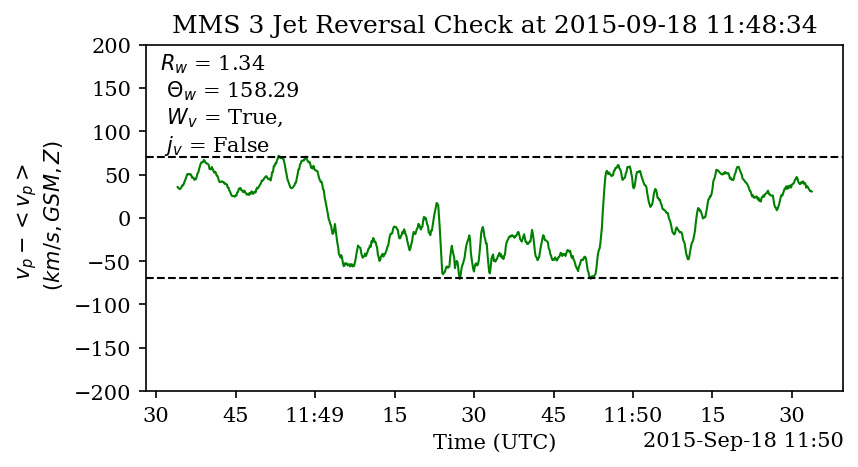 MMS 3 Jet Reversal Check at 2015-09-18 11:48:34
200
150
100
50
0
−50
−100
−150
−200
R_w = 1.34
Θ_w = 158.29
W_v = True,
j_v = False
v_p − < v_p >
(km/s, GSM, Z)
30 45 11:49 15 30 45 11:50 15 30
Time (UTC)
2015-Sep-18 11:50